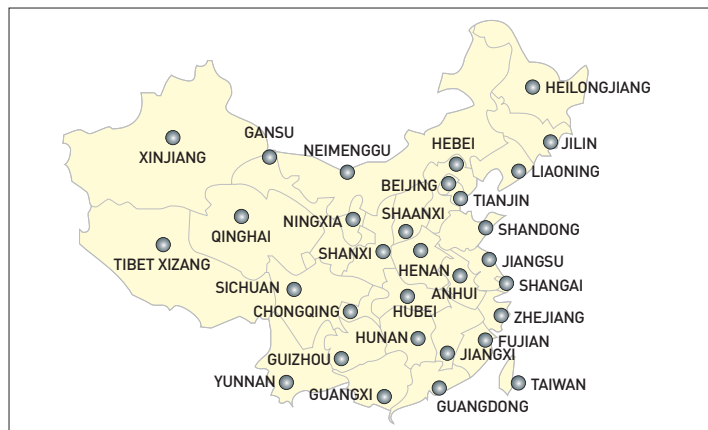 HEILONGJIANG
GANSU
NEIMENGGU
HEBEI
JILIN
XINJIANG
LIAONING
BEIJING
TIANJIN
QINGHAI
NINGXIA
SHAANXI
SHANDONG
TIBET XIZANG
SHANXI
HENAN
JIANGSU
SICHUAN
ANHUI
SHANGAI
CHONGQING
HUBEI
ZHEJIANG
HUNAN
FUJIAN
GUIZHOU
JIANGXI
YUNNAN
GUANGXI
TAIWAN
GUANGDONG